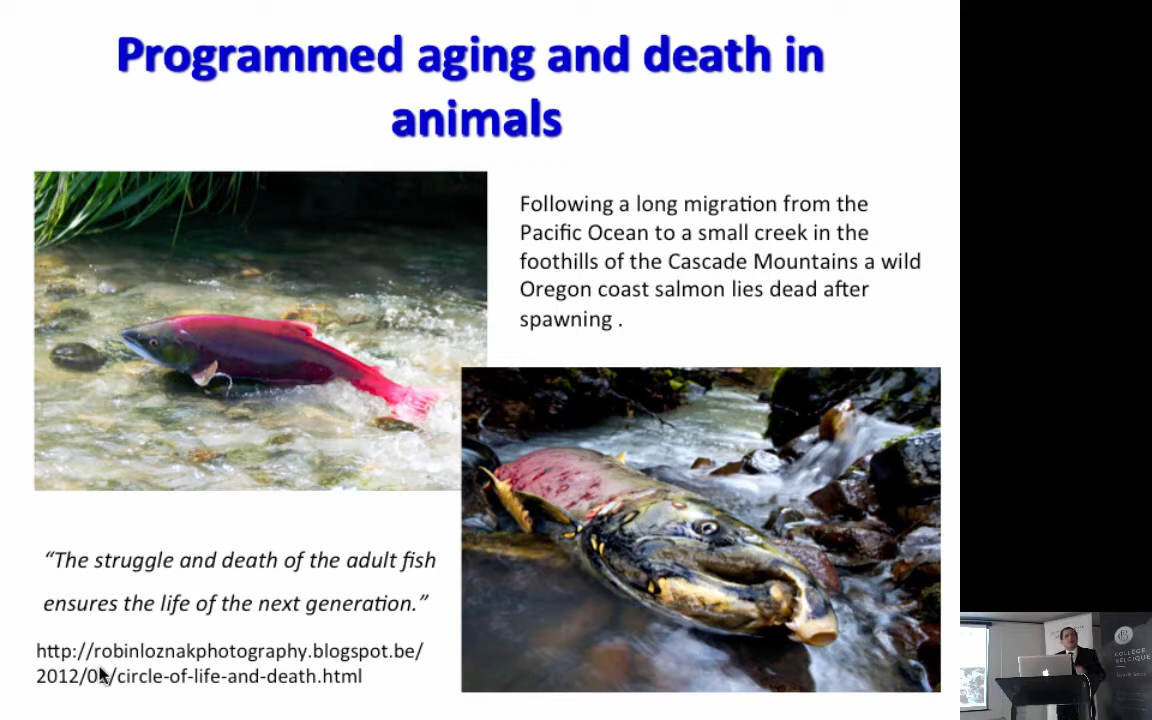 Programmed aging and death in
animals
Following a long migration from the
Pacific Ocean to a small creek in the
foothills of the Cascade Mountains a wild
Oregon coast salmon lies dead after
spawning .
“The struggle and death of the adult fish
ensures the life of the next generation.”
http://robinloznakphotography.blogspot.be/
/circle-of-life-and-death.html
COLLÈGE
BELGIQUE